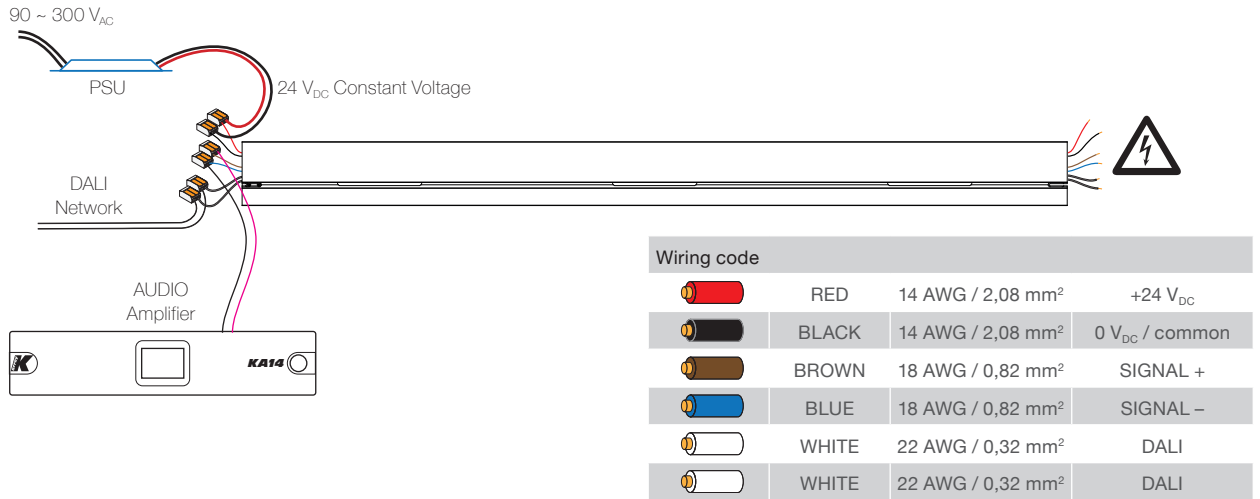 90 ~ 300 VAC
PSU
24 VDC Constant Voltage
DALI
Network
AUDIO
Amplifier
K
KA14
Wiring code
RED 14 AWG / 2,08 mm² +24 VDC
BLACK 14 AWG / 2,08 mm² 0 VDC / common
BROWN 18 AWG / 0,82 mm² SIGNAL +
BLUE 18 AWG / 0,82 mm² SIGNAL –
WHITE 22 AWG / 0,32 mm² DALI
WHITE 22 AWG / 0,32 mm² DALI